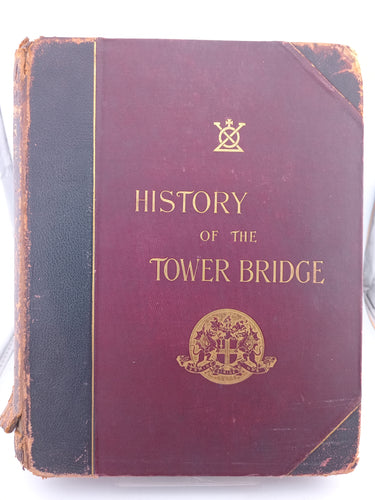 HISTORY
OF THE
TOWER BRIDGE